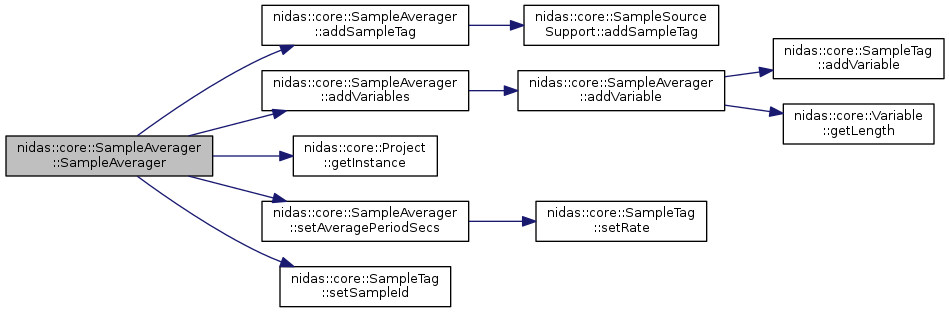 nidas::core::SampleAverager
::SampleAverager
nidas::core::SampleAverager
::addSampleTag
nidas::core::SampleSource
Support::addSampleTag
nidas::core::SampleAverager
::addVariables
nidas::core::SampleAverager
::addVariable
nidas::core::SampleTag
::addVariable
nidas::core::Variable
::getLength
nidas::core::Project
::getInstance
nidas::core::SampleAverager
::setAveragePeriodSecs
nidas::core::SampleTag
::setRate
nidas::core::SampleTag
::setSampleId